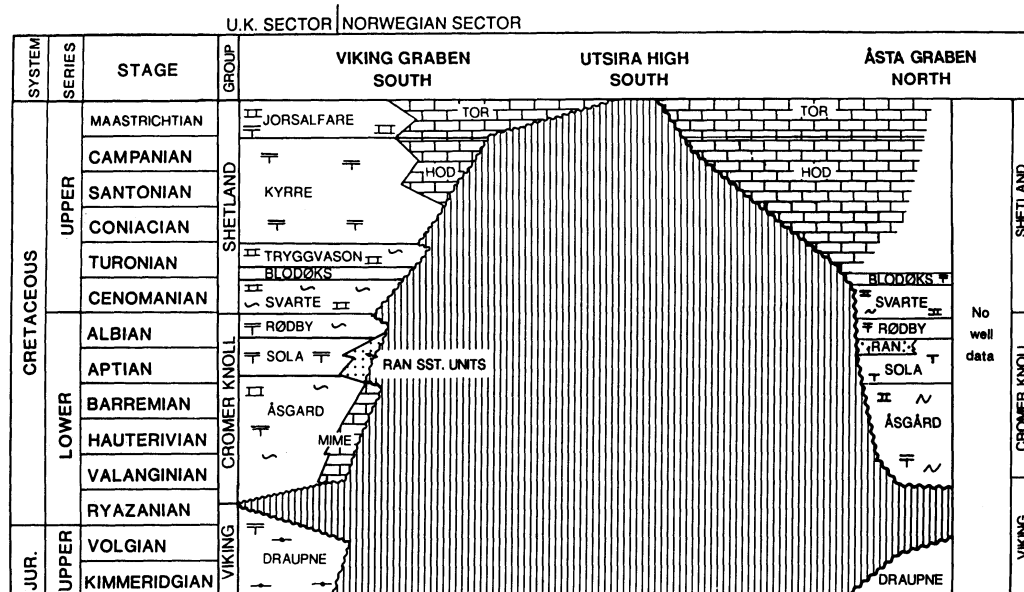 U.K. SECTOR NORWEGIAN SECTOR
SYSTEM SERIES STAGE GROUP
VIKING GRABEN SOUTH
UTSIRA HIGH SOUTH
ÅSTA GRABEN NORTH
CRETACEOUS
JUR.
UPPER
LOWER
UPPER
MAASTRICHTIAN
CAMPANIAN
SANTONIAN
CONIACIAN
TURONIAN
CENOMANIAN
ALBIAN
APTIAN
BARREMIAN
HAUTERIVIAN
VALANGINIAN
RYAZANIAN
VOLGIAN
KIMMERIDGIAN
SHETLAND
CROMER KNOLL
VIKING
JORSALFARE
TOR
HOD
KYRRE
TRYGGVASON
BLODØKS
SVARTE
RØDBY
SOLA
RAN SST. UNITS
ÅSGARD
MIME
DRAUPNE
TOR
HOD
BLODØKS
SVARTE
RØDBY
RAN
SOLA
ÅSGÅRD
DRAUPNE
No
well
data
SHETLAND
CROMER KNOLL
VIKING